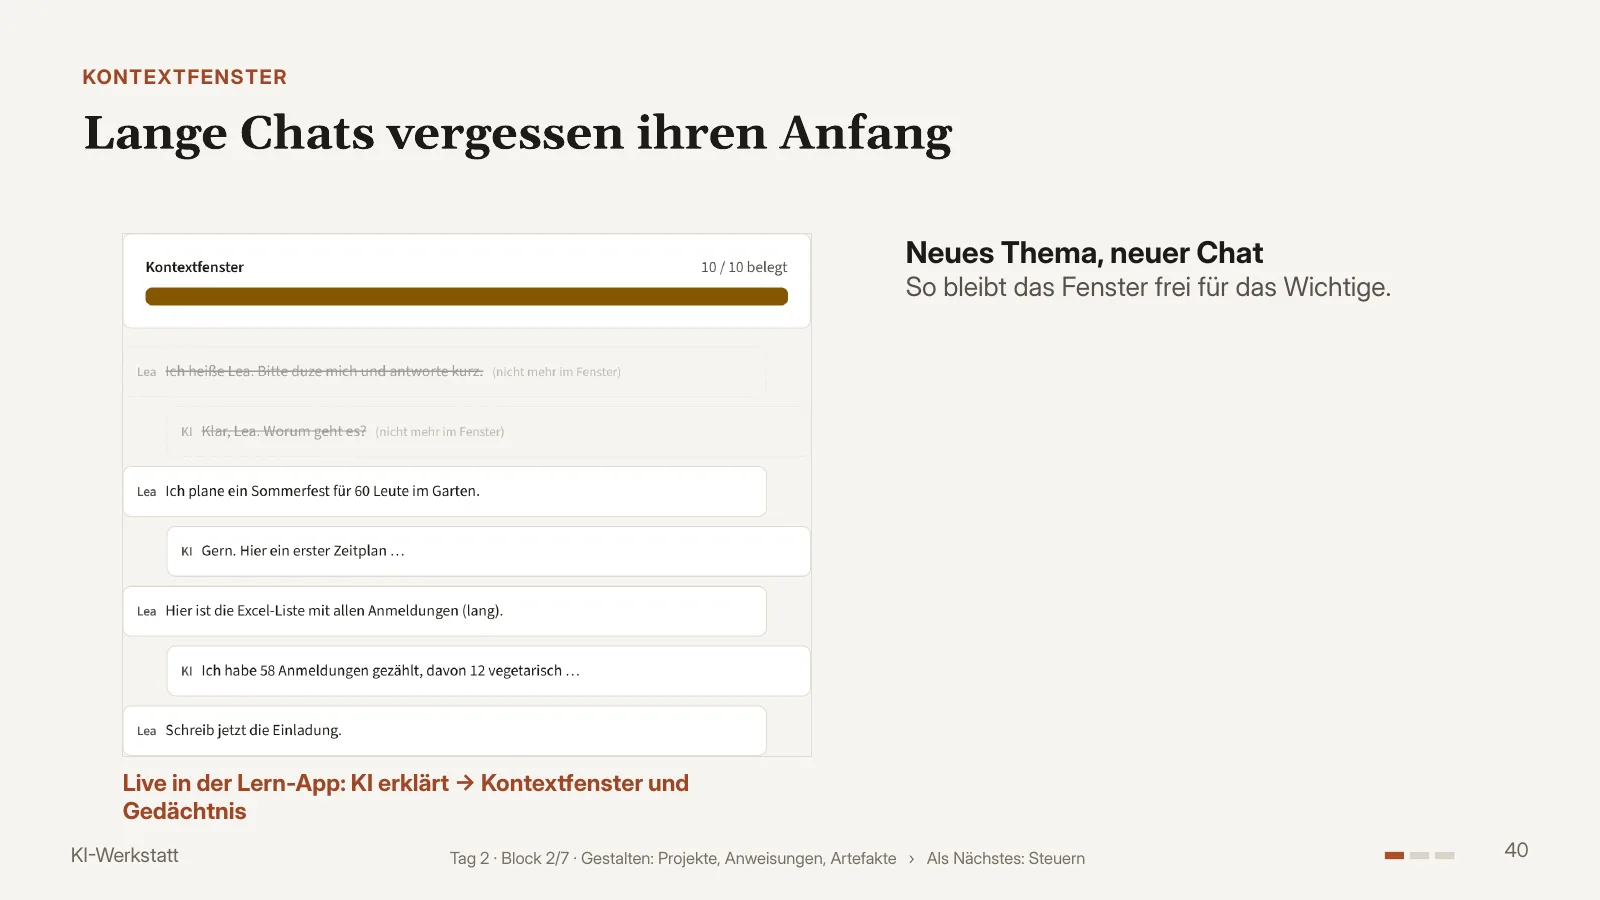 KONTEXTFENSTER
Lange Chats vergessen ihren Anfang
Kontextfenster 10 / 10 belegt
Lea Ich heiße Lea. Bitte duze mich und antworte kurz. (nicht mehr im Fenster)
KI Klar, Lea. Worum geht es? (nicht mehr im Fenster)
Lea Ich plane ein Sommerfest für 60 Leute im Garten.
KI Gern. Hier ein erster Zeitplan …
Lea Hier ist die Excel-Liste mit allen Anmeldungen (lang).
KI Ich habe 58 Anmeldungen gezählt, davon 12 vegetarisch …
Lea Schreib jetzt die Einladung.
Live in der Lern-App: KI erklärt → Kontextfenster und
Gedächtnis
Neues Thema, neuer Chat
So bleibt das Fenster frei für das Wichtige.
KI-Werkstatt
Tag 2 · Block 2/7 · Gestalten: Projekte, Anweisungen, Artefakte › Als Nächstes: Steuern
40